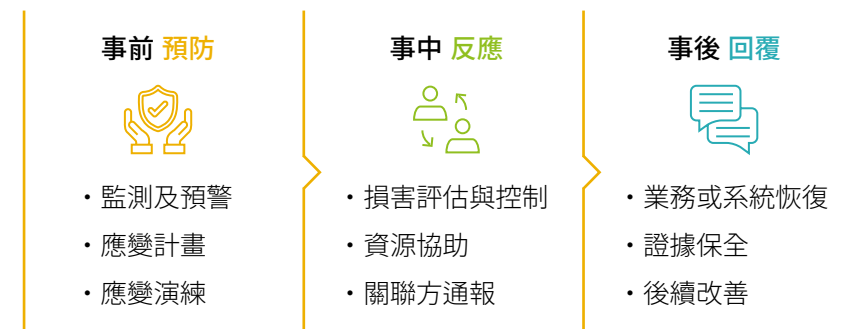 事前 預防
・監測及預警
・應變計畫
・應變演練
事中 反應
・損害評估與控制
・資源協助
・關聯方通報
事後 回覆
・業務或系統恢復
・證據保全
・後續改善